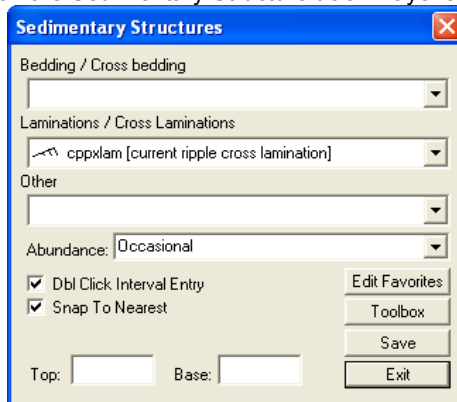 Sedimentary Structures
Bedding / Cross bedding
Laminations / Cross Laminations
cppxlam [current ripple cross lamination]
Other
Abundance: Occasional
Dbl Click Interval Entry
Edit Favorites
Snap To Nearest
Toolbox
Save
Top:
Base:
Exit